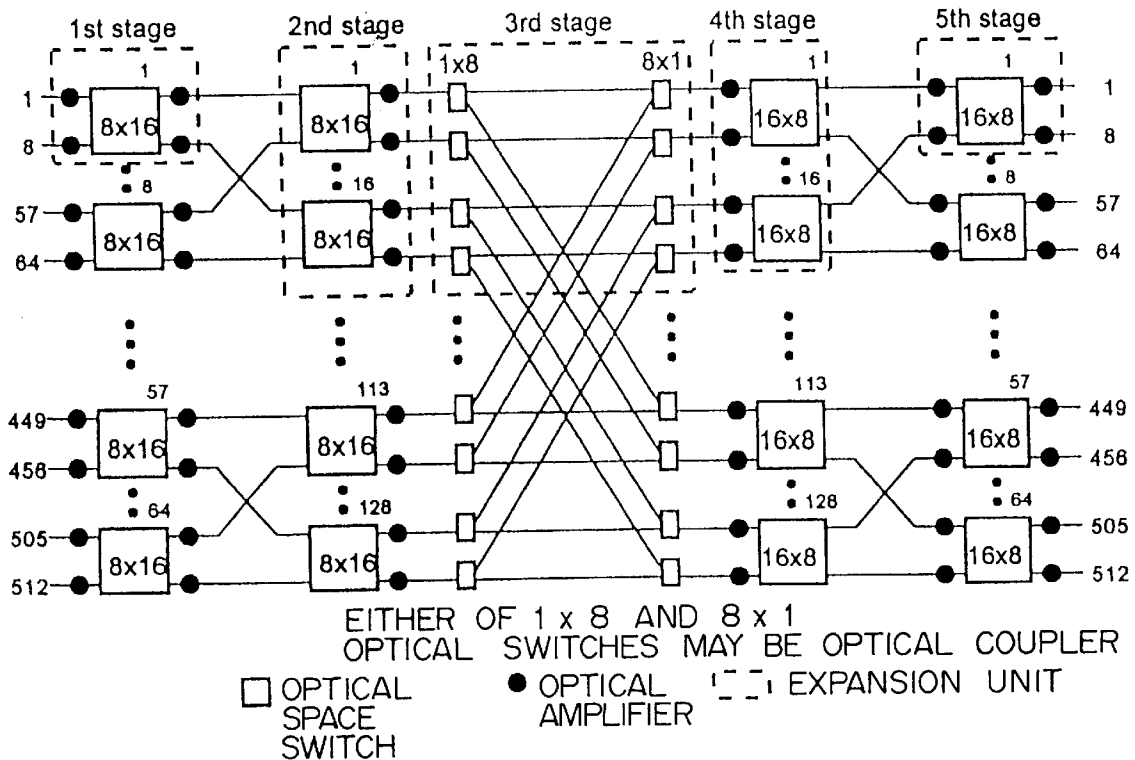 1st stage 2nd stage 3rd stage 4th stage 5th stage
1x8 8x1
1 1 1 1
1 8x16 8x16 16x8 16x8 1
8 8
8 16 16 8
57 8x16 8x16 16x8 16x8 57
64 64
57 113 113 57
449 8x16 8x16 16x8 16x8 449
456 456
64 128 128 64
505 8x16 8x16 16x8 16x8 505
512 512
EITHER OF 1 x 8 AND 8 x 1
OPTICAL SWITCHES MAY BE OPTICAL COUPLER
OPTICAL SPACE SWITCH
OPTICAL AMPLIFIER
EXPANSION UNIT